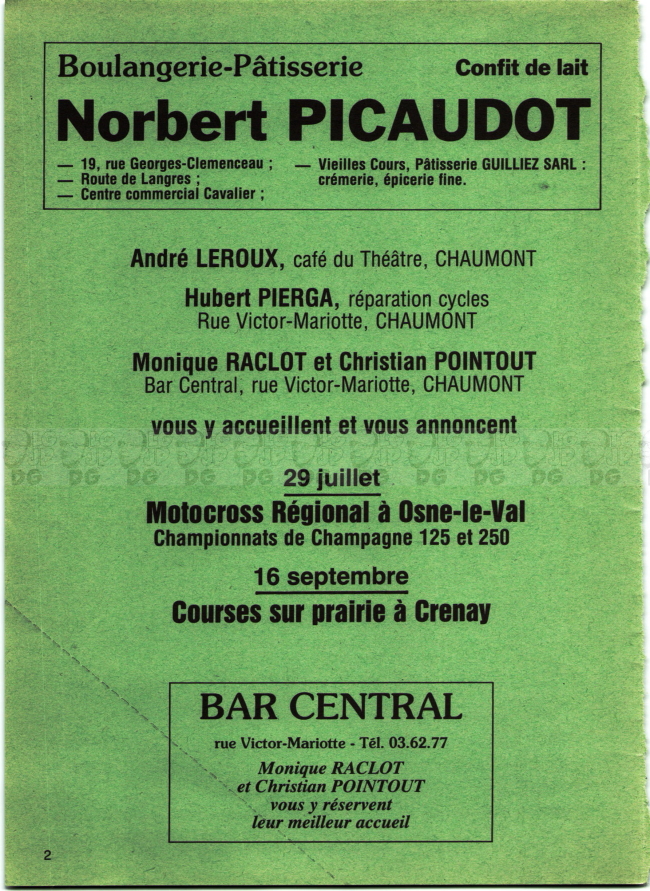 Boulangerie-Pâtisserie Confit de lait
Norbert PICAUDOT
— 19, rue Georges-Clemenceau ;
— Route de Langres ;
— Centre commercial Cavalier ;
— Vieilles Cours, Pâtisserie GUILLIEZ SARL :
crémerie, épicerie fine.
André LEROUX, café du Théâtre, CHAUMONT
Hubert PIERGA, réparation cycles
Rue Victor-Mariotte, CHAUMONT
Monique RACLOT et Christian POINTOUT
Bar Central, rue Victor-Mariotte, CHAUMONT
vous y accueillent et vous annoncent
29 juillet
Motocross Régional à Osne-le-Val
Championnats de Champagne 125 et 250
16 septembre
Courses sur prairie à Crenay
BAR CENTRAL
rue Victor-Mariotte - Tél. 03.62.77
Monique RACLOT
et Christian POINTOUT
vous y réservent
leur meilleur accueil
2